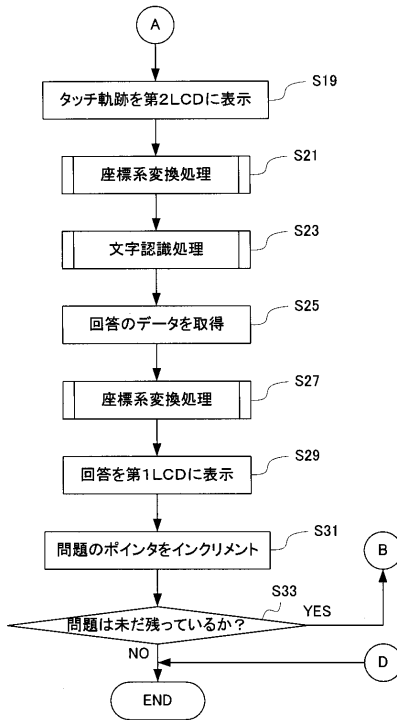 A
タッチ軌跡を第2LCDに表示
S19
座標系変換処理
S21
文字認識処理
S23
回答のデータを取得
S25
座標系変換処理
S27
回答を第1LCDに表示
S29
問題のポインタをインクリメント
S31
B
問題は未だ残っているか?
S33
YES
NO
D
END